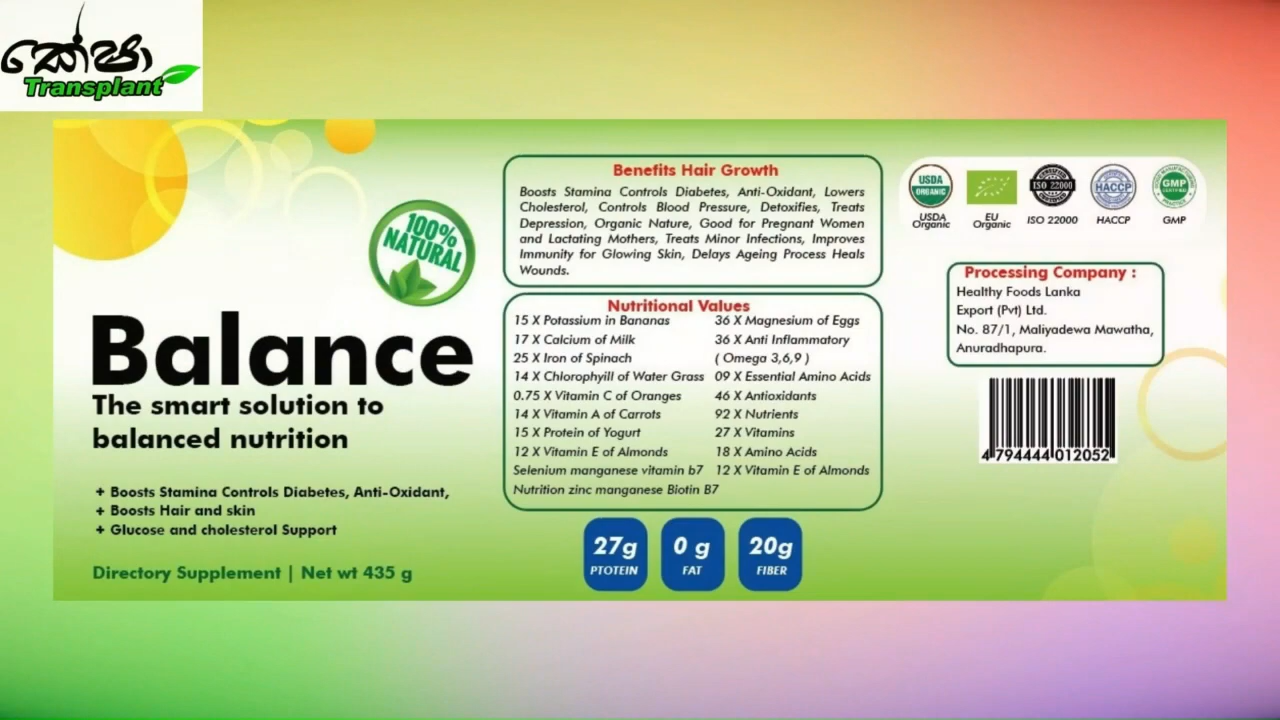 කේෂා
Transplant
100%
NATURAL
Balance
The smart solution to
balanced nutrition
+ Boosts Stamina Controls Diabetes, Anti-Oxidant,
+ Boosts Hair and skin
+ Glucose and cholesterol Support
Directory Supplement | Net wt 435 g
Benefits Hair Growth
Boosts Stamina Controls Diabetes, Anti-Oxidant, Lowers
Cholesterol, Controls Blood Pressure, Detoxifies, Treats
Depression, Organic Nature, Good for Pregnant Women
and Lactating Mothers, Treats Minor Infections, Improves
Immunity for Glowing Skin, Delays Ageing Process Heals
Wounds.
Nutritional Values
15 X Potassium in Bananas
17 X Calcium of Milk
25 X Iron of Spinach
14 X Chlorophyill of Water Grass
0.75 X Vitamin C of Oranges
14 X Vitamin A of Carrots
15 X Protein of Yogurt
12 X Vitamin E of Almonds
Selenium manganese vitamin b7
Nutrition zinc manganese Biotin B7
36 X Magnesium of Eggs
36 X Anti Inflammatory
( Omega 3,6,9 )
09 X Essential Amino Acids
46 X Antioxidants
92 X Nutrients
27 X Vitamins
18 X Amino Acids
12 X Vitamin E of Almonds
27g
PTOTEIN
0 g
FAT
20g
FIBER
USDA
ORGANIC
USDA
Organic
EU
Organic
ISO 22000
ISO 22000
HACCP
HACCP
GMP
GMP
Processing Company :
Healthy Foods Lanka
Export (Pvt) Ltd.
No. 87/1, Maliyadewa Mawatha,
Anuradhapura.
4 794444 012052